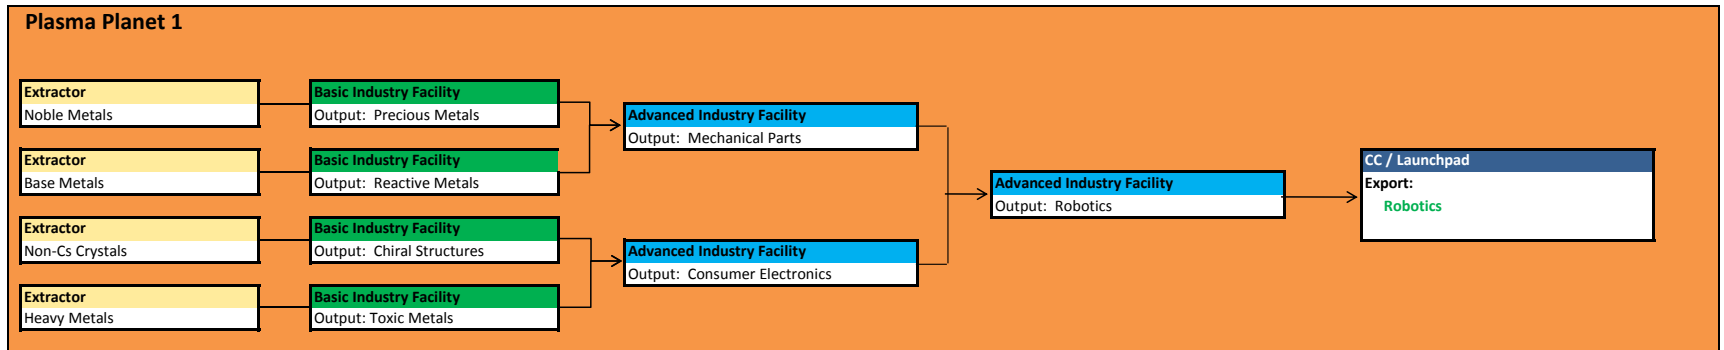 Plasma Planet 1
Extractor
Noble Metals
Basic Industry Facility
Output: Precious Metals
Advanced Industry Facility
Output: Mechanical Parts
Extractor
Base Metals
Basic Industry Facility
Output: Reactive Metals
CC / Launchpad
Export:
Robotics
Advanced Industry Facility
Output: Robotics
Extractor
Non-Cs Crystals
Basic Industry Facility
Output: Chiral Structures
Advanced Industry Facility
Output: Consumer Electronics
Extractor
Heavy Metals
Basic Industry Facility
Output: Toxic Metals